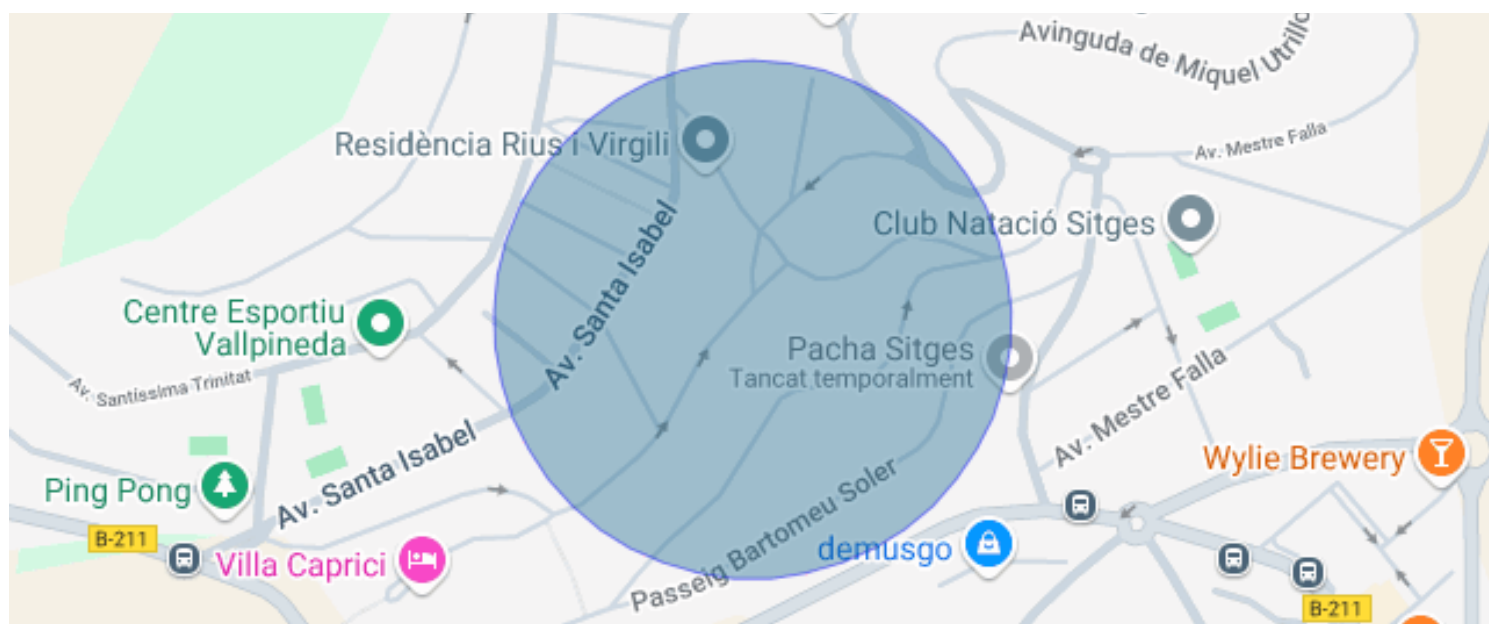 Avinguda de Miquel Utrillo
Av. Mestre Falla
Residència Rius i Virgili
Club Natació Sitges
Av. Santa Isabel
Centre Esportiu
Vallpineda
Pacha Sitges
Tancat temporalment
Av. Santíssima Trinitat
Av. Mestre Falla
Av. Santa Isabel
Wylie Brewery
Ping Pong
Passeig Bartomeu Soler
B-211
Villa Caprici
demusgo
B-211